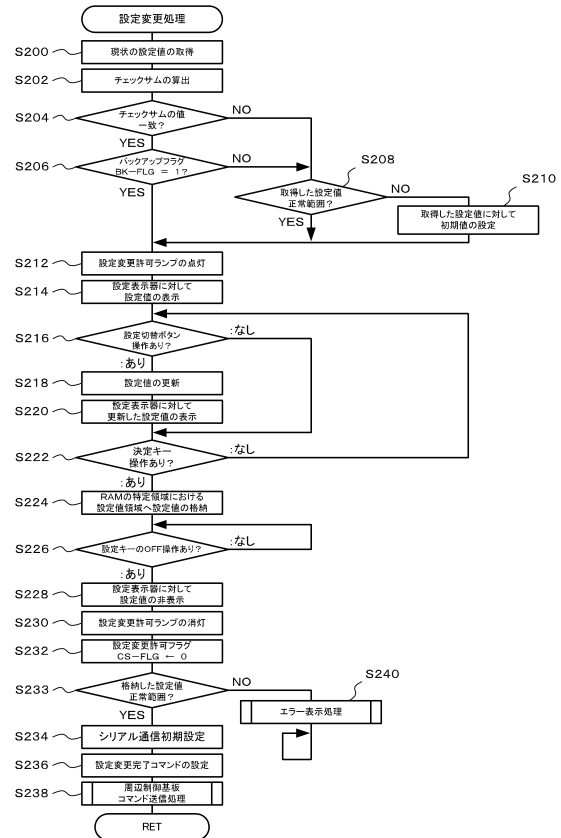 設定変更処理
S200
現状の設定値の取得
S202
チェックサムの算出
S204
チェックサムの値
一致?
NO
YES
S206
バックアップフラグ
BK-FLG = 1?
NO
YES
S208
取得した設定値
正常範囲?
NO
YES
S210
取得した設定値に対して
初期値の設定
S212
設定変更許可ランプの点灯
S214
設定表示器に対して
設定値の表示
S216
設定切替ボタン
操作あり?
:なし
:あり
S218
設定値の更新
S220
設定表示器に対して
更新した設定値の表示
S222
決定キー
操作あり?
:なし
:あり
S224
RAMの特定領域における
設定値領域へ設定値の格納
S226
設定キーのOFF操作あり?
:なし
:あり
S228
設定表示器に対して
設定値の非表示
S230
設定変更許可ランプの消灯
S232
設定変更許可フラグ
CS-FLG ← 0
S233
格納した設定値
正常範囲?
NO
YES
S240
エラー表示処理
S234
シリアル通信初期設定
S236
設定変更完了コマンドの設定
S238
周辺制御基板
コマンド送信処理
RET